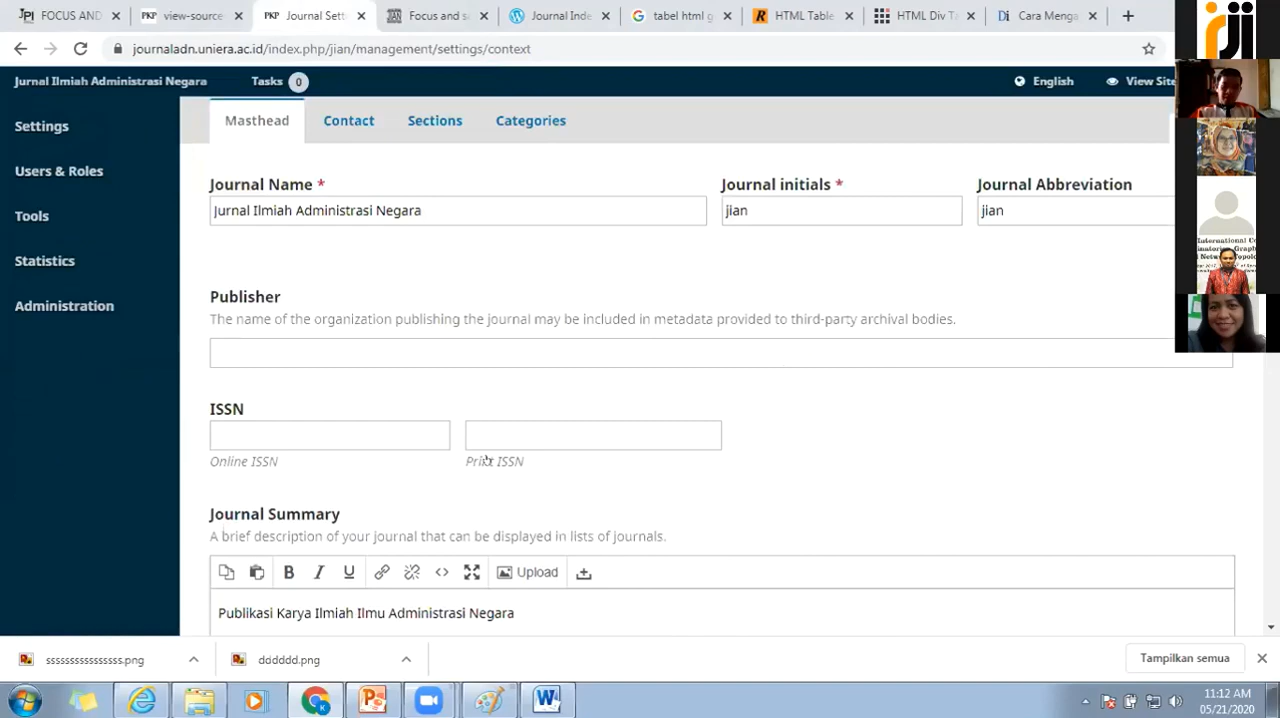 FOCUS AND
view-source
Journal Sett
Focus and s
Journal Inde
tabel html g
HTML Table
HTML Div Ta
Cara Menga
journaladn.uniera.ac.id/index.php/jian/management/settings/context
Jurnal Ilmiah Administrasi Negara
Tasks 0
English
View Site
Settings
Users & Roles
Tools
Statistics
Administration
Masthead
Contact
Sections
Categories
Journal Name *
Journal initials *
Journal Abbreviation
Jurnal Ilmiah Administrasi Negara
jian
jian
Publisher
The name of the organization publishing the journal may be included in metadata provided to third-party archival bodies.
ISSN
Online ISSN
Print ISSN
Journal Summary
A brief description of your journal that can be displayed in lists of journals.
B I U Upload
Publikasi Karya Ilmiah Ilmu Administrasi Negara
sssssssssssssss.png
dddddd.png
Tampilkan semua
11:12 AM
05/21/2020
International Co